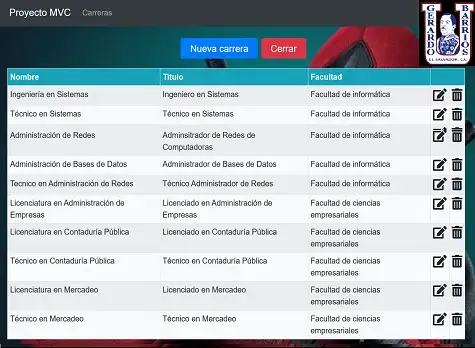 Proyecto MVC Carreras
GERARDO BARRIOS
EL SALVADOR, C.A.
Nueva carrera Cerrar
Nombre Titulo Facultad
Ingeniería en Sistemas Ingeniero en Sistemas Facultad de informática
Técnico en Sistemas Técnico en Sistemas Facultad de informática
Administración de Redes Adminsitrador de Redes de Facultad de informática
Computadoras
Administración de Bases de Datos Administrador de Bases de Datos Facultad de informática
Tecnico en Administración de Redes Técnico Administrador de Redes Facultad de informática
Licenciatura en Administración de Licenciado en Administración de Facultad de ciencias
Empresas Empresas empresariales
Licenciatura en Contaduría Pública Licenciado en Contaduría Pública Facultad de ciencias
empresariales
Técnico en Contaduría Pública Técnico en Contaduría Pública Facultad de ciencias
empresariales
Licenciatura en Mercadeo Licenciado en Mercadeo Facultad de ciencias
empresariales
Técnico en Mercadeo Técnico en Mercadeo Facultad de ciencias
empresariales